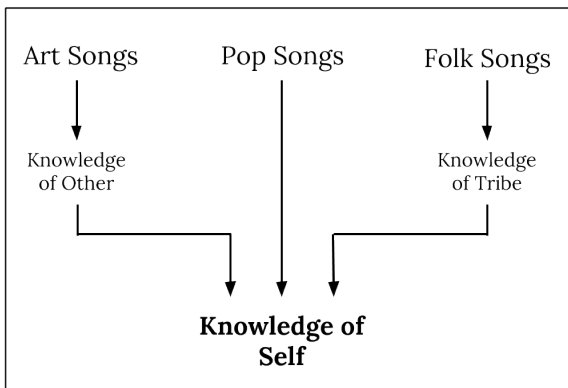 Art Songs
Pop Songs
Folk Songs
Knowledge
of Other
Knowledge
of Tribe
Knowledge of
Self